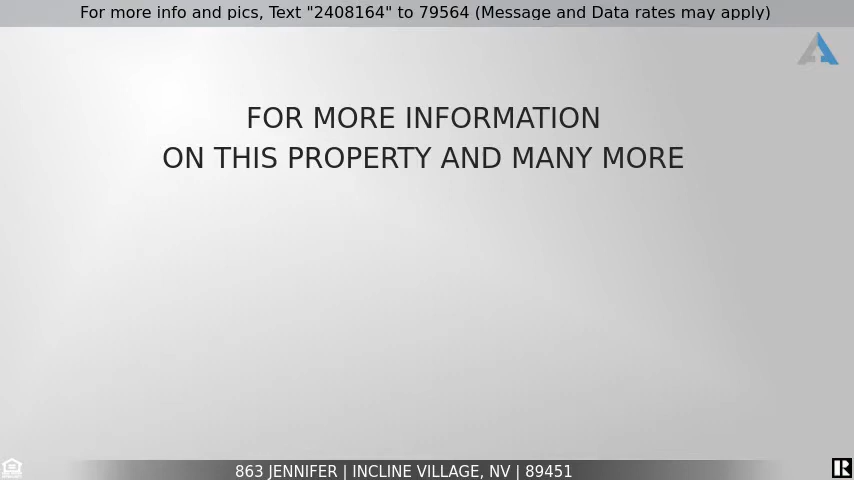 For more info and pics, Text "2408164" to 79564 (Message and Data rates may apply)
FOR MORE INFORMATION
ON THIS PROPERTY AND MANY MORE
863 JENNIFER | INCLINE VILLAGE, NV | 89451